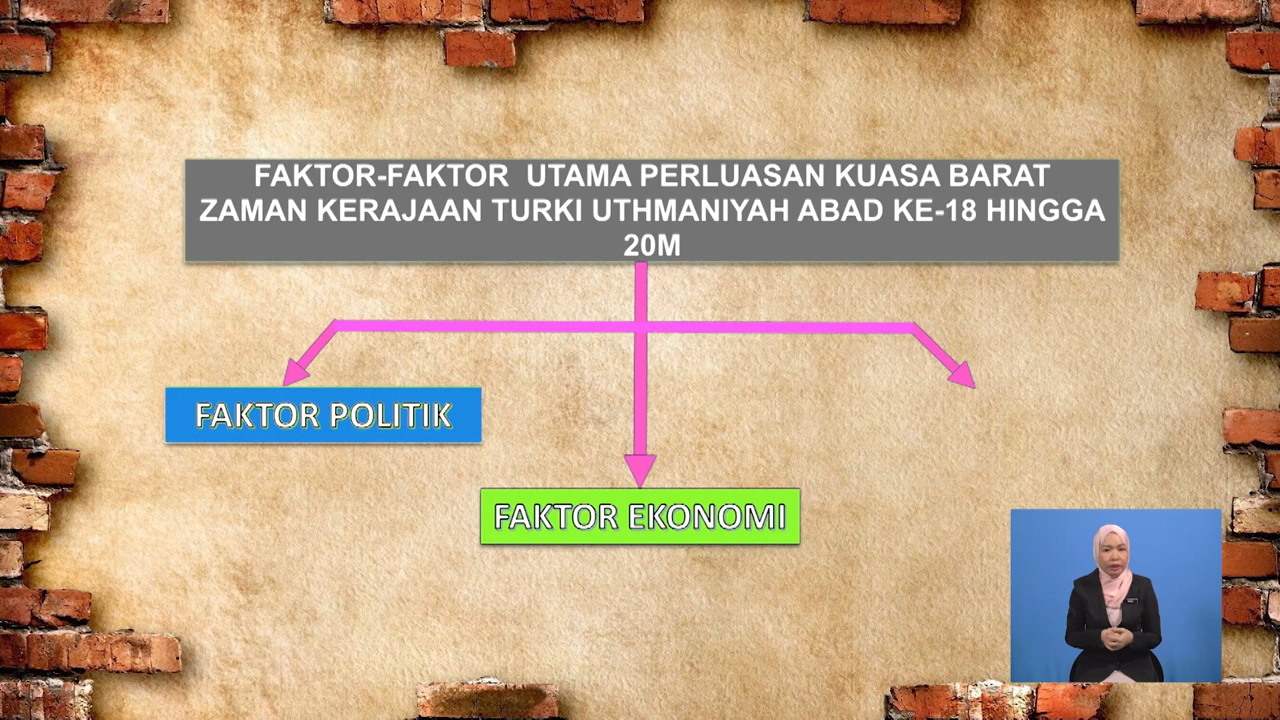 FAKTOR-FAKTOR UTAMA PERLUASAN KUASA BARAT
ZAMAN KERAJAAN TURKI UTHMANIYAH ABAD KE-18 HINGGA
20M
FAKTOR POLITIK
FAKTOR EKONOMI